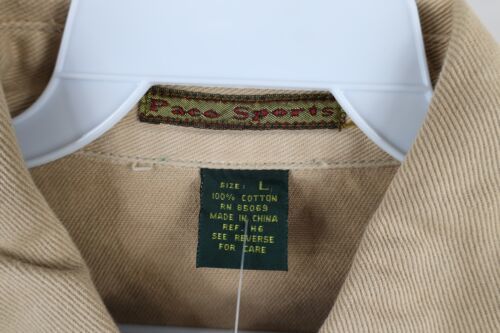 Paco Sports
SIZE: L
100% COTTON
RN 85069
MADE IN CHINA
REF: H6
SEE REVERSE
FOR CARE